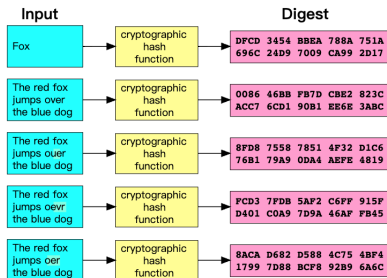 Input
Digest
Fox
cryptographic
hash
function
DFCD 3454 BBEA 788A 751A
696C 24D9 7009 CA99 2D17
The red fox
jumps over
the blue dog
cryptographic
hash
function
0086 46BB FB7D CBE2 823C
ACC7 6CD1 90B1 EE6E 3ABC
The red fox
jumps ouer
the blue dog
cryptographic
hash
function
8FD8 7558 7851 4F32 D1C6
76B1 79A9 0DA4 AEFE 4819
The red fox
jumps oevr
the blue dog
cryptographic
hash
function
FCD3 7FDB 5AF2 C6FF 915F
D401 C0A9 7D9A 46AF FB45
The red fox
jumps oer
the blue dog
cryptographic
hash
function
8ACA D682 D588 4C75 4BF4
1799 7D88 BCF8 92B9 6A6C